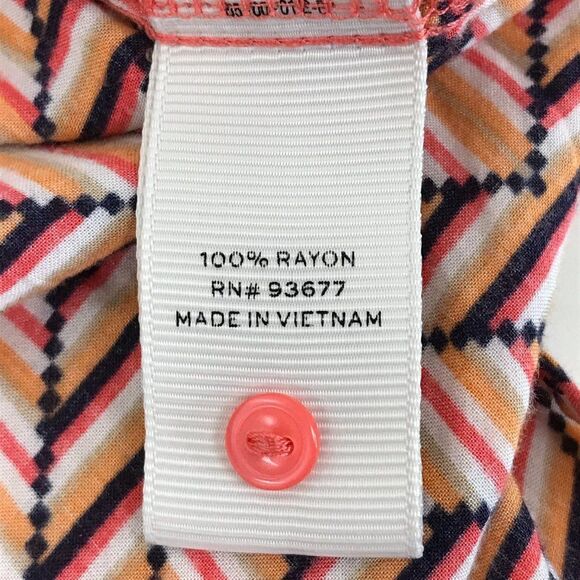 100% RAYON
RN# 93677
MADE IN VIETNAM